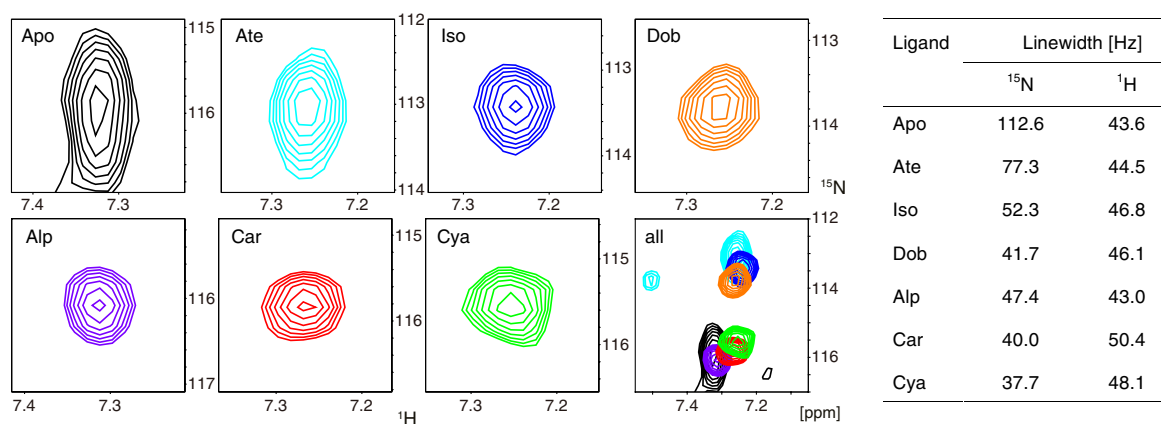 Apo
115
116
7.4
7.3
Ate
7.3
7.2
Iso
112
113
114
7.3
7.2
Dob
113
114
15N
7.3
7.2
Alp
116
117
7.4
7.3
Car
115
116
7.3
7.2
1H
Cya
7.3
7.2
all
112
114
116
7.4
7.2
[ppm]
Ligand Linewidth [Hz]
15N 1H
Apo 112.6 43.6
Ate 77.3 44.5
Iso 52.3 46.8
Dob 41.7 46.1
Alp 47.4 43.0
Car 40.0 50.4
Cya 37.7 48.1